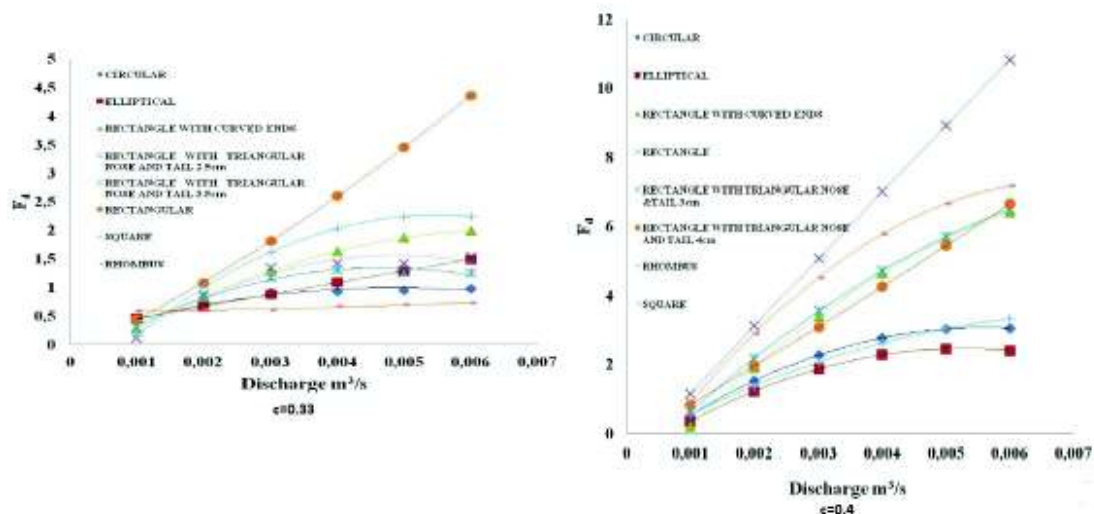 5
4,5
4
3,5
3
2,5
2
1,5
1
0,5
0
F_d
CIRCULAR
ELLIPTICAL
RECTANGLE WITH CURVED ENDS
RECTANGLE WITH TRIANGULAR
NOSE AND TAIL
RECTANGLE WITH TRIANGULAR
NOSE AND TAIL
RECTANGULAR
SQUARE
RHOMBUS
0 0,001 0,002 0,003 0,004 0,005 0,006 0,007
Discharge m³/s
c=0.33
12
10
8
6
4
2
0
F_d
CIRCULAR
ELLIPTICAL
RECTANGLE WITH CURVED ENDS
RECTANGLE
RECTANGLE WITH TRIANGULAR NOSE
&TAIL 3cm
RECTANGLE WITH TRIANGULAR NOSE
AND TAIL 4cm
RHOMBUS
SQUARE
0 0,001 0,002 0,003 0,004 0,005 0,006 0,007
Discharge m³/s
c=0.4